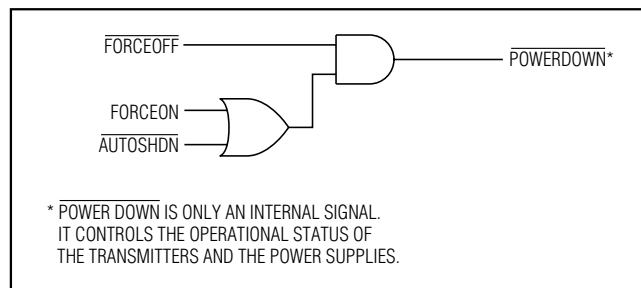 FORCEOFF
POWERDOWN*
FORCEON
AUTOSHDN
* POWER DOWN IS ONLY AN INTERNAL SIGNAL.
IT CONTROLS THE OPERATIONAL STATUS OF
THE TRANSMITTERS AND THE POWER SUPPLIES.